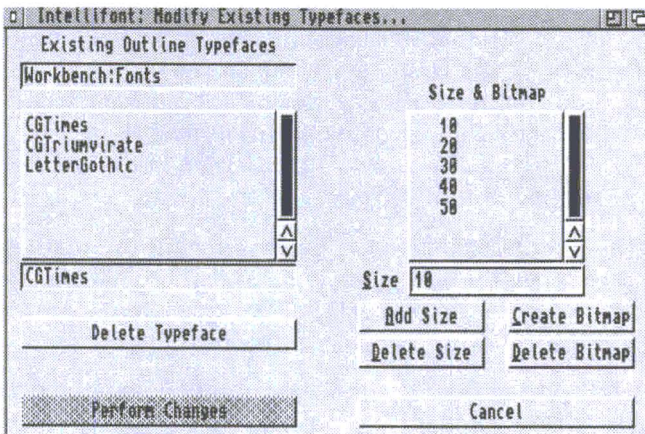 Intellifont: Modify Existing Typefaces...
Existing Outline Typefaces
Workbench:Fonts
CGTimes
CGTriumvirate
LetterGothic
CGTimes
Delete Typeface
Size & Bitmap
10
20
30
40
50
Size 10
Add Size Create Bitmap
Delete Size Delete Bitmap
Perform Changes Cancel